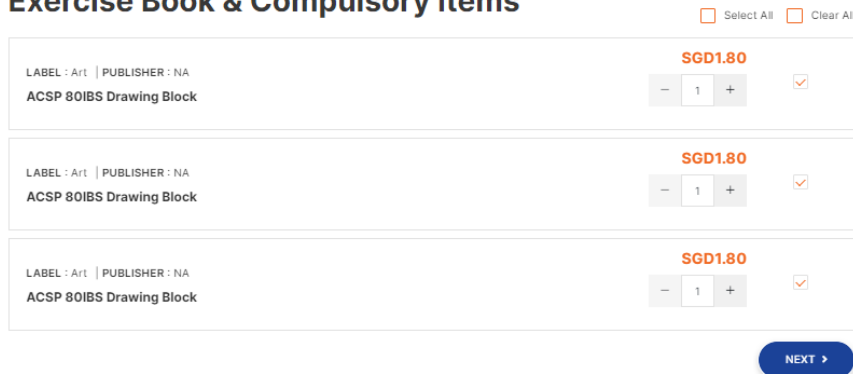 Exercise Book & Compulsory Items
Select All Clear All
SGD1.80
LABEL : Art | PUBLISHER : NA
ACSP 80IBS Drawing Block
− 1 +
SGD1.80
LABEL : Art | PUBLISHER : NA
ACSP 80IBS Drawing Block
− 1 +
SGD1.80
LABEL : Art | PUBLISHER : NA
ACSP 80IBS Drawing Block
− 1 +
NEXT >